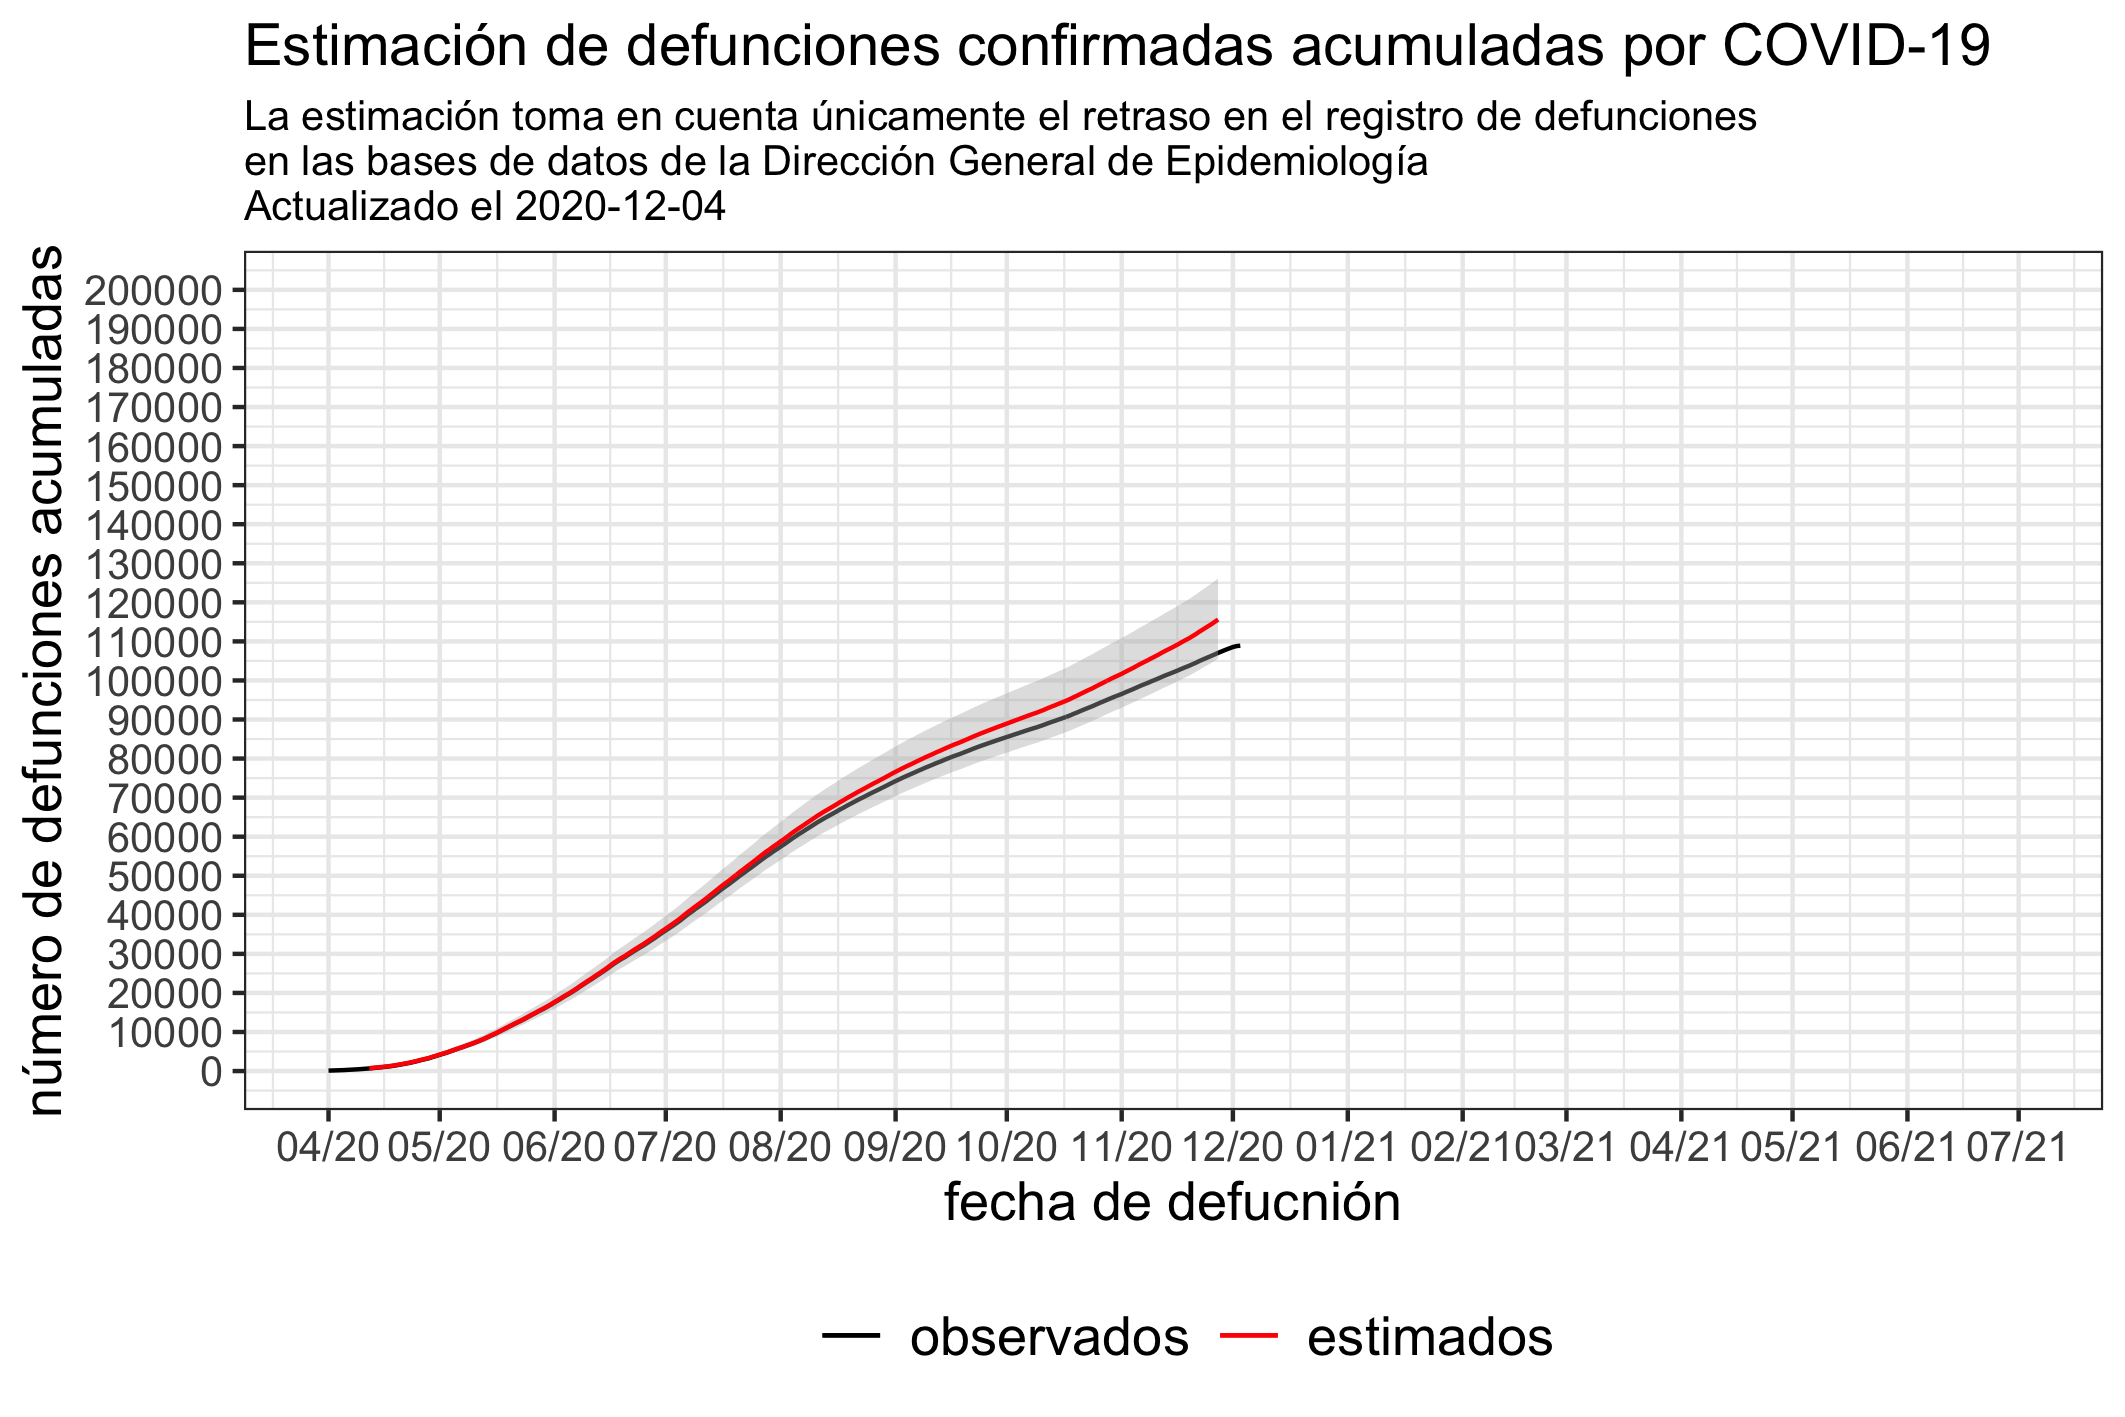 Estimación de defunciones confirmadas acumuladas por COVID-19
La estimación toma en cuenta únicamente el retraso en el registro de defunciones
en las bases de datos de la Dirección General de Epidemiología
Actualizado el 2020-12-04
número de defunciones acumuladas
200000
190000
180000
170000
160000
150000
140000
130000
120000
110000
100000
90000
80000
70000
60000
50000
40000
30000
20000
10000
0
04/20 05/20 06/20 07/20 08/20 09/20 10/20 11/20 12/20 01/21 02/21 03/21 04/21 05/21 06/21 07/21
fecha de defucnión
observados estimados